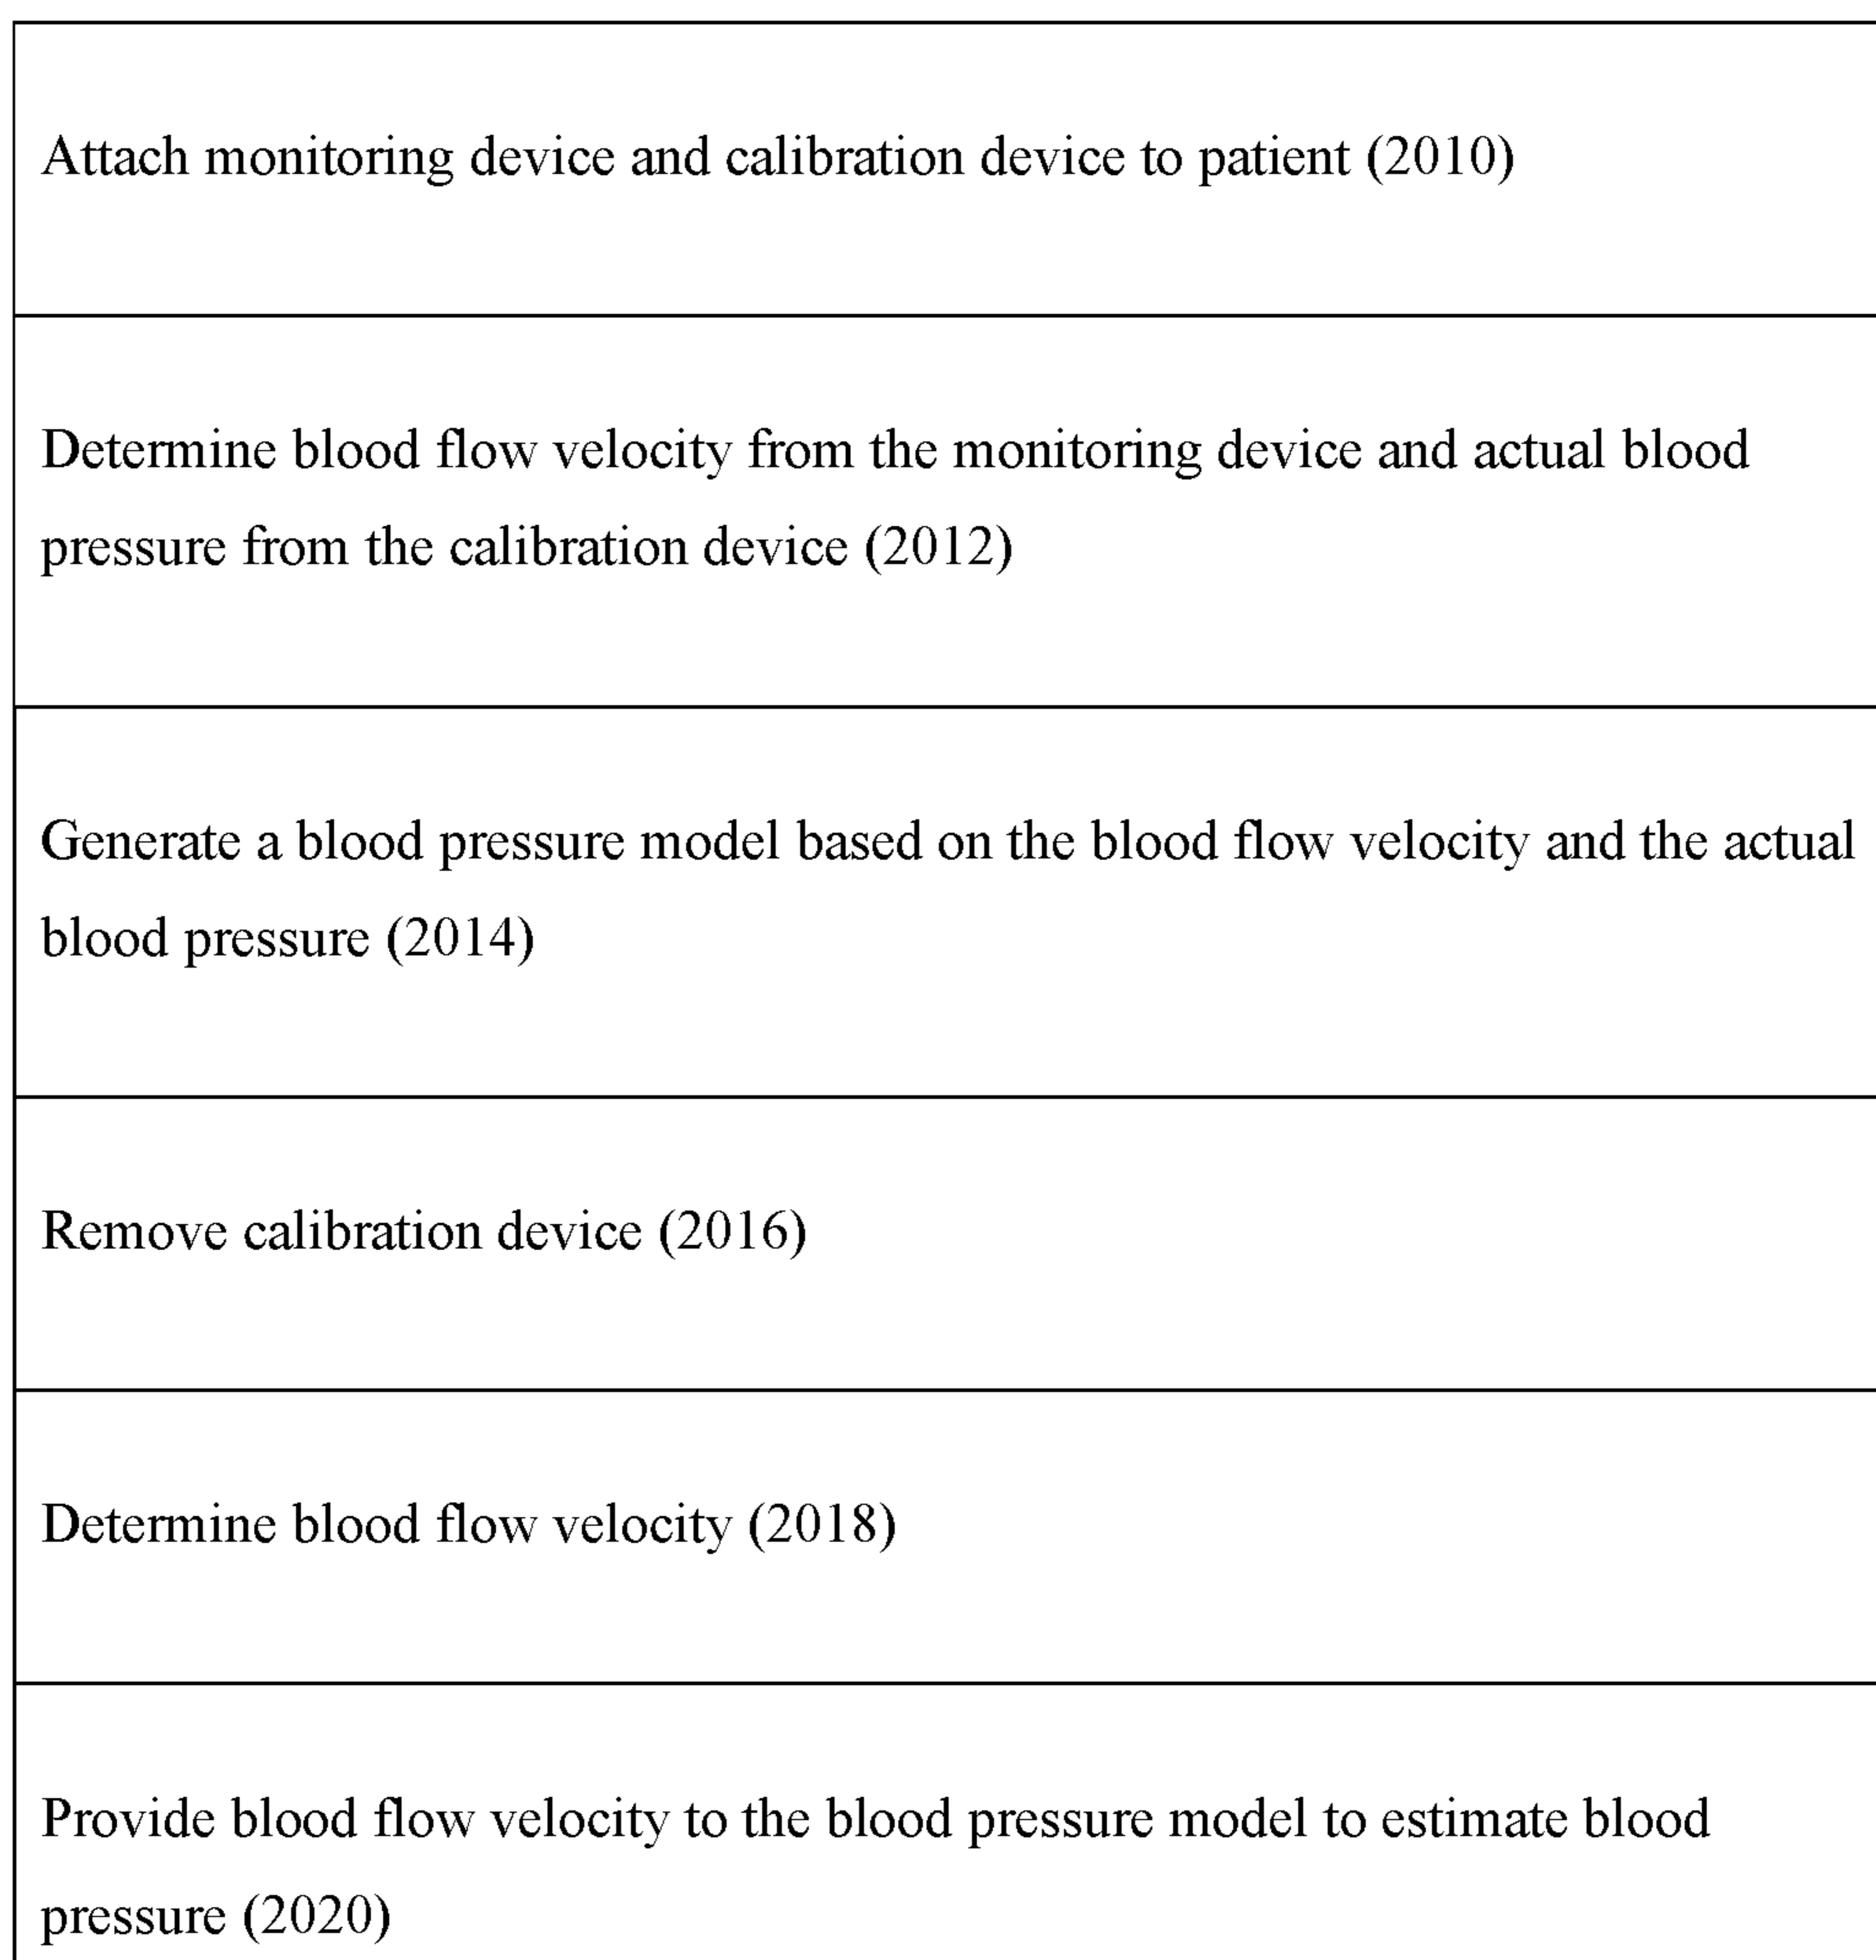 Attach monitoring device and calibration device to patient (2010)
Determine blood flow velocity from the monitoring device and actual blood
pressure from the calibration device (2012)
Generate a blood pressure model based on the blood flow velocity and the actual
blood pressure (2014)
Remove calibration device (2016)
Determine blood flow velocity (2018)
Provide blood flow velocity to the blood pressure model to estimate blood
pressure (2020)